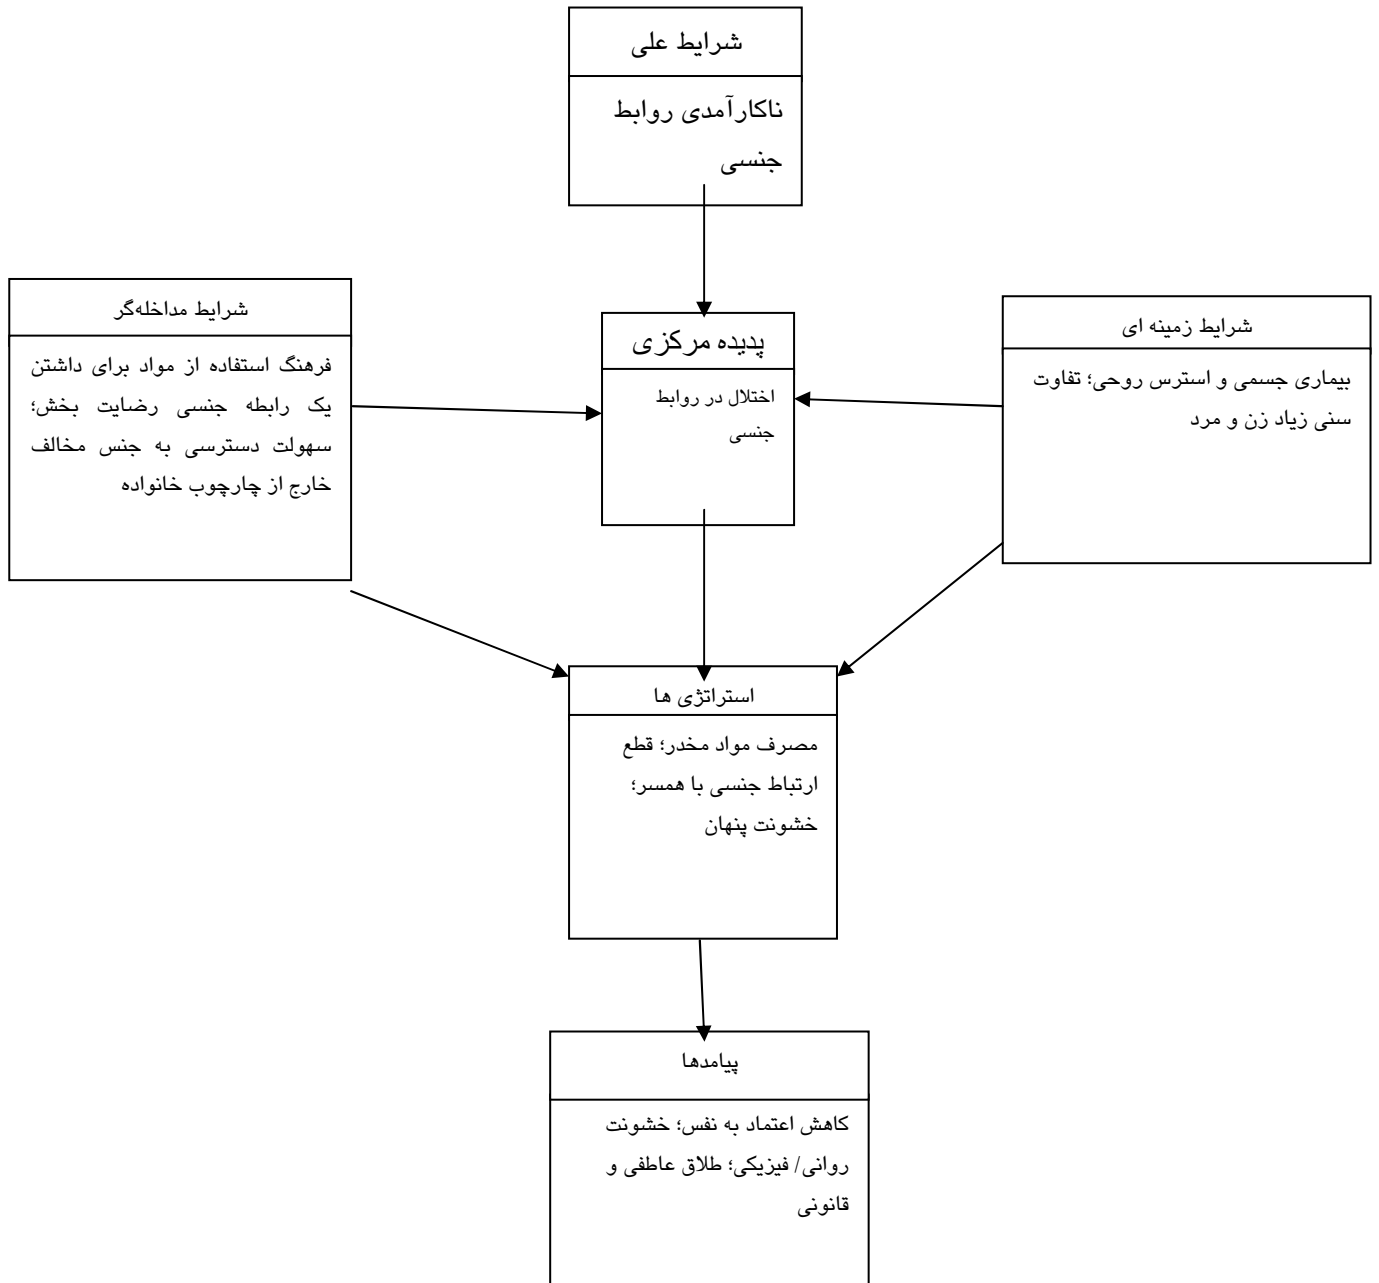 شرایط علی
ناکارآمدی روابط
جنسی
شرایط زمینه ای
بیماری جسمی و استرس روحی؛ تفاوت
سنی زیاد زن و مرد
پدیده مرکزی
اختلال در روابط
جنسی
شرایط مداخله‌گر
فرهنگ استفاده از مواد برای داشتن
یک رابطه جنسی رضایت بخش؛
سهولت دسترسی به جنس مخالف
خارج از چارچوب خانواده
استراتژی ها
مصرف مواد مخدر؛ قطع
ارتباط جنسی با همسر؛
خشونت پنهان
پیامدها
کاهش اعتماد به نفس؛ خشونت
روانی/ فیزیکی؛ طلاق عاطفی و
قانونی